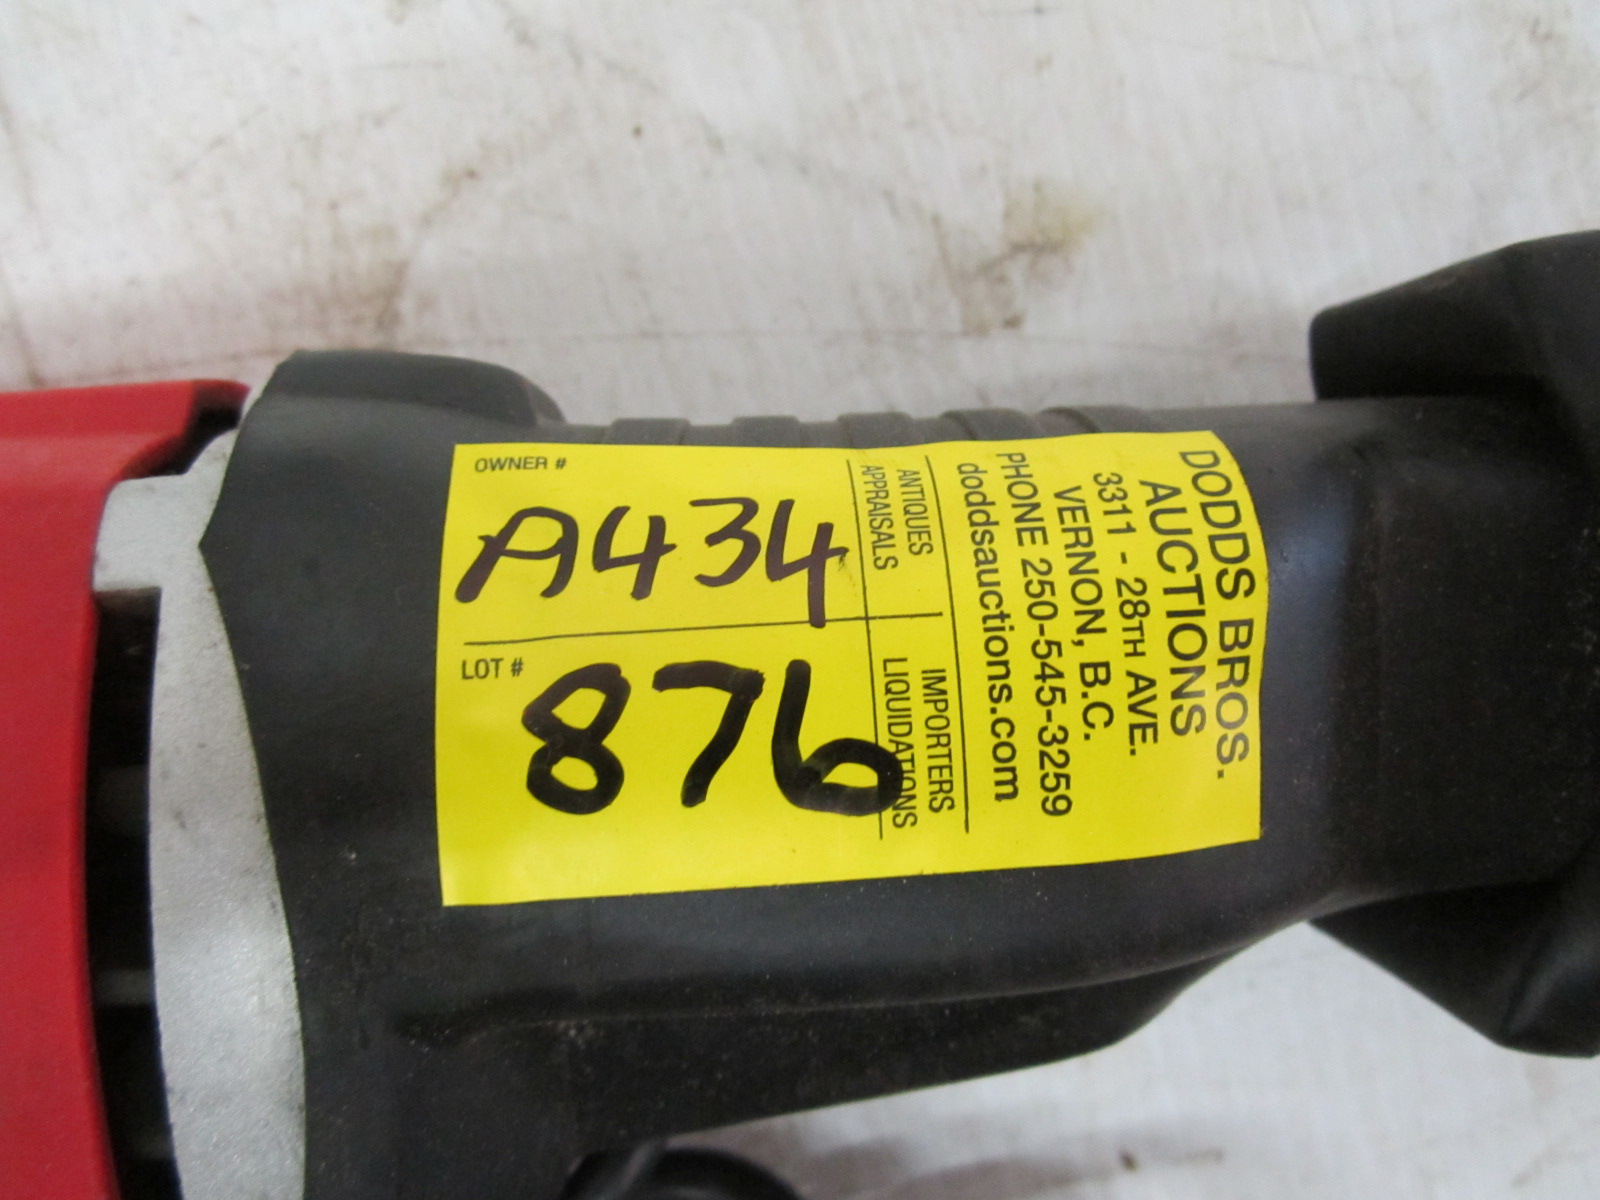 OWNER #
A434
LOT #
876
ANTIQUES
APPRAISALS
IMPORTERS
LIQUIDATIONS
DODDS BROS.
AUCTIONS
3311 - 28TH AVE.
VERNON, B.C.
PHONE 250-545-3259
doddsauctions.com